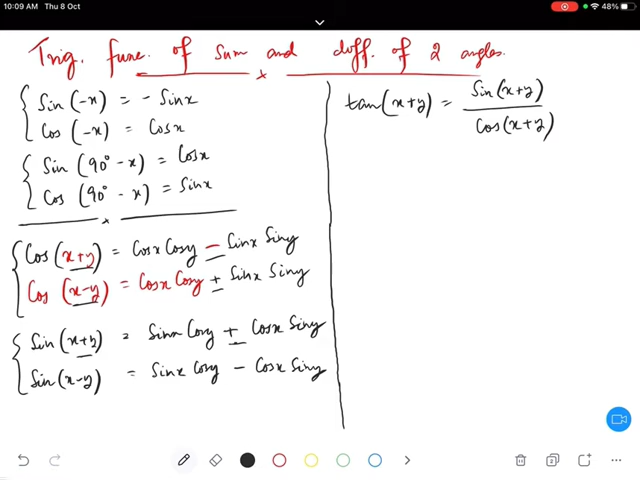 10:09 AM Thu 8 Oct
48%
Trig. func. of Sum and diff. of 2 angles.
Sin(-x) = - Sinx
Cos(-x) = Cosx
Sin(90° - x) = Cosx
Cos(90° - x) = Sinx
x
Cos(x+y) = Cosx Cosy - Sinx Siny
Cos(x-y) = Cosx Cosy + Sinx Siny
Sin(x+y) = Sinx Cosy + Cosx Siny
Sin(x-y) = Sinx Cosy - Cosx Siny
tan(x+y) = Sin(x+y)
Cos(x+y)
2